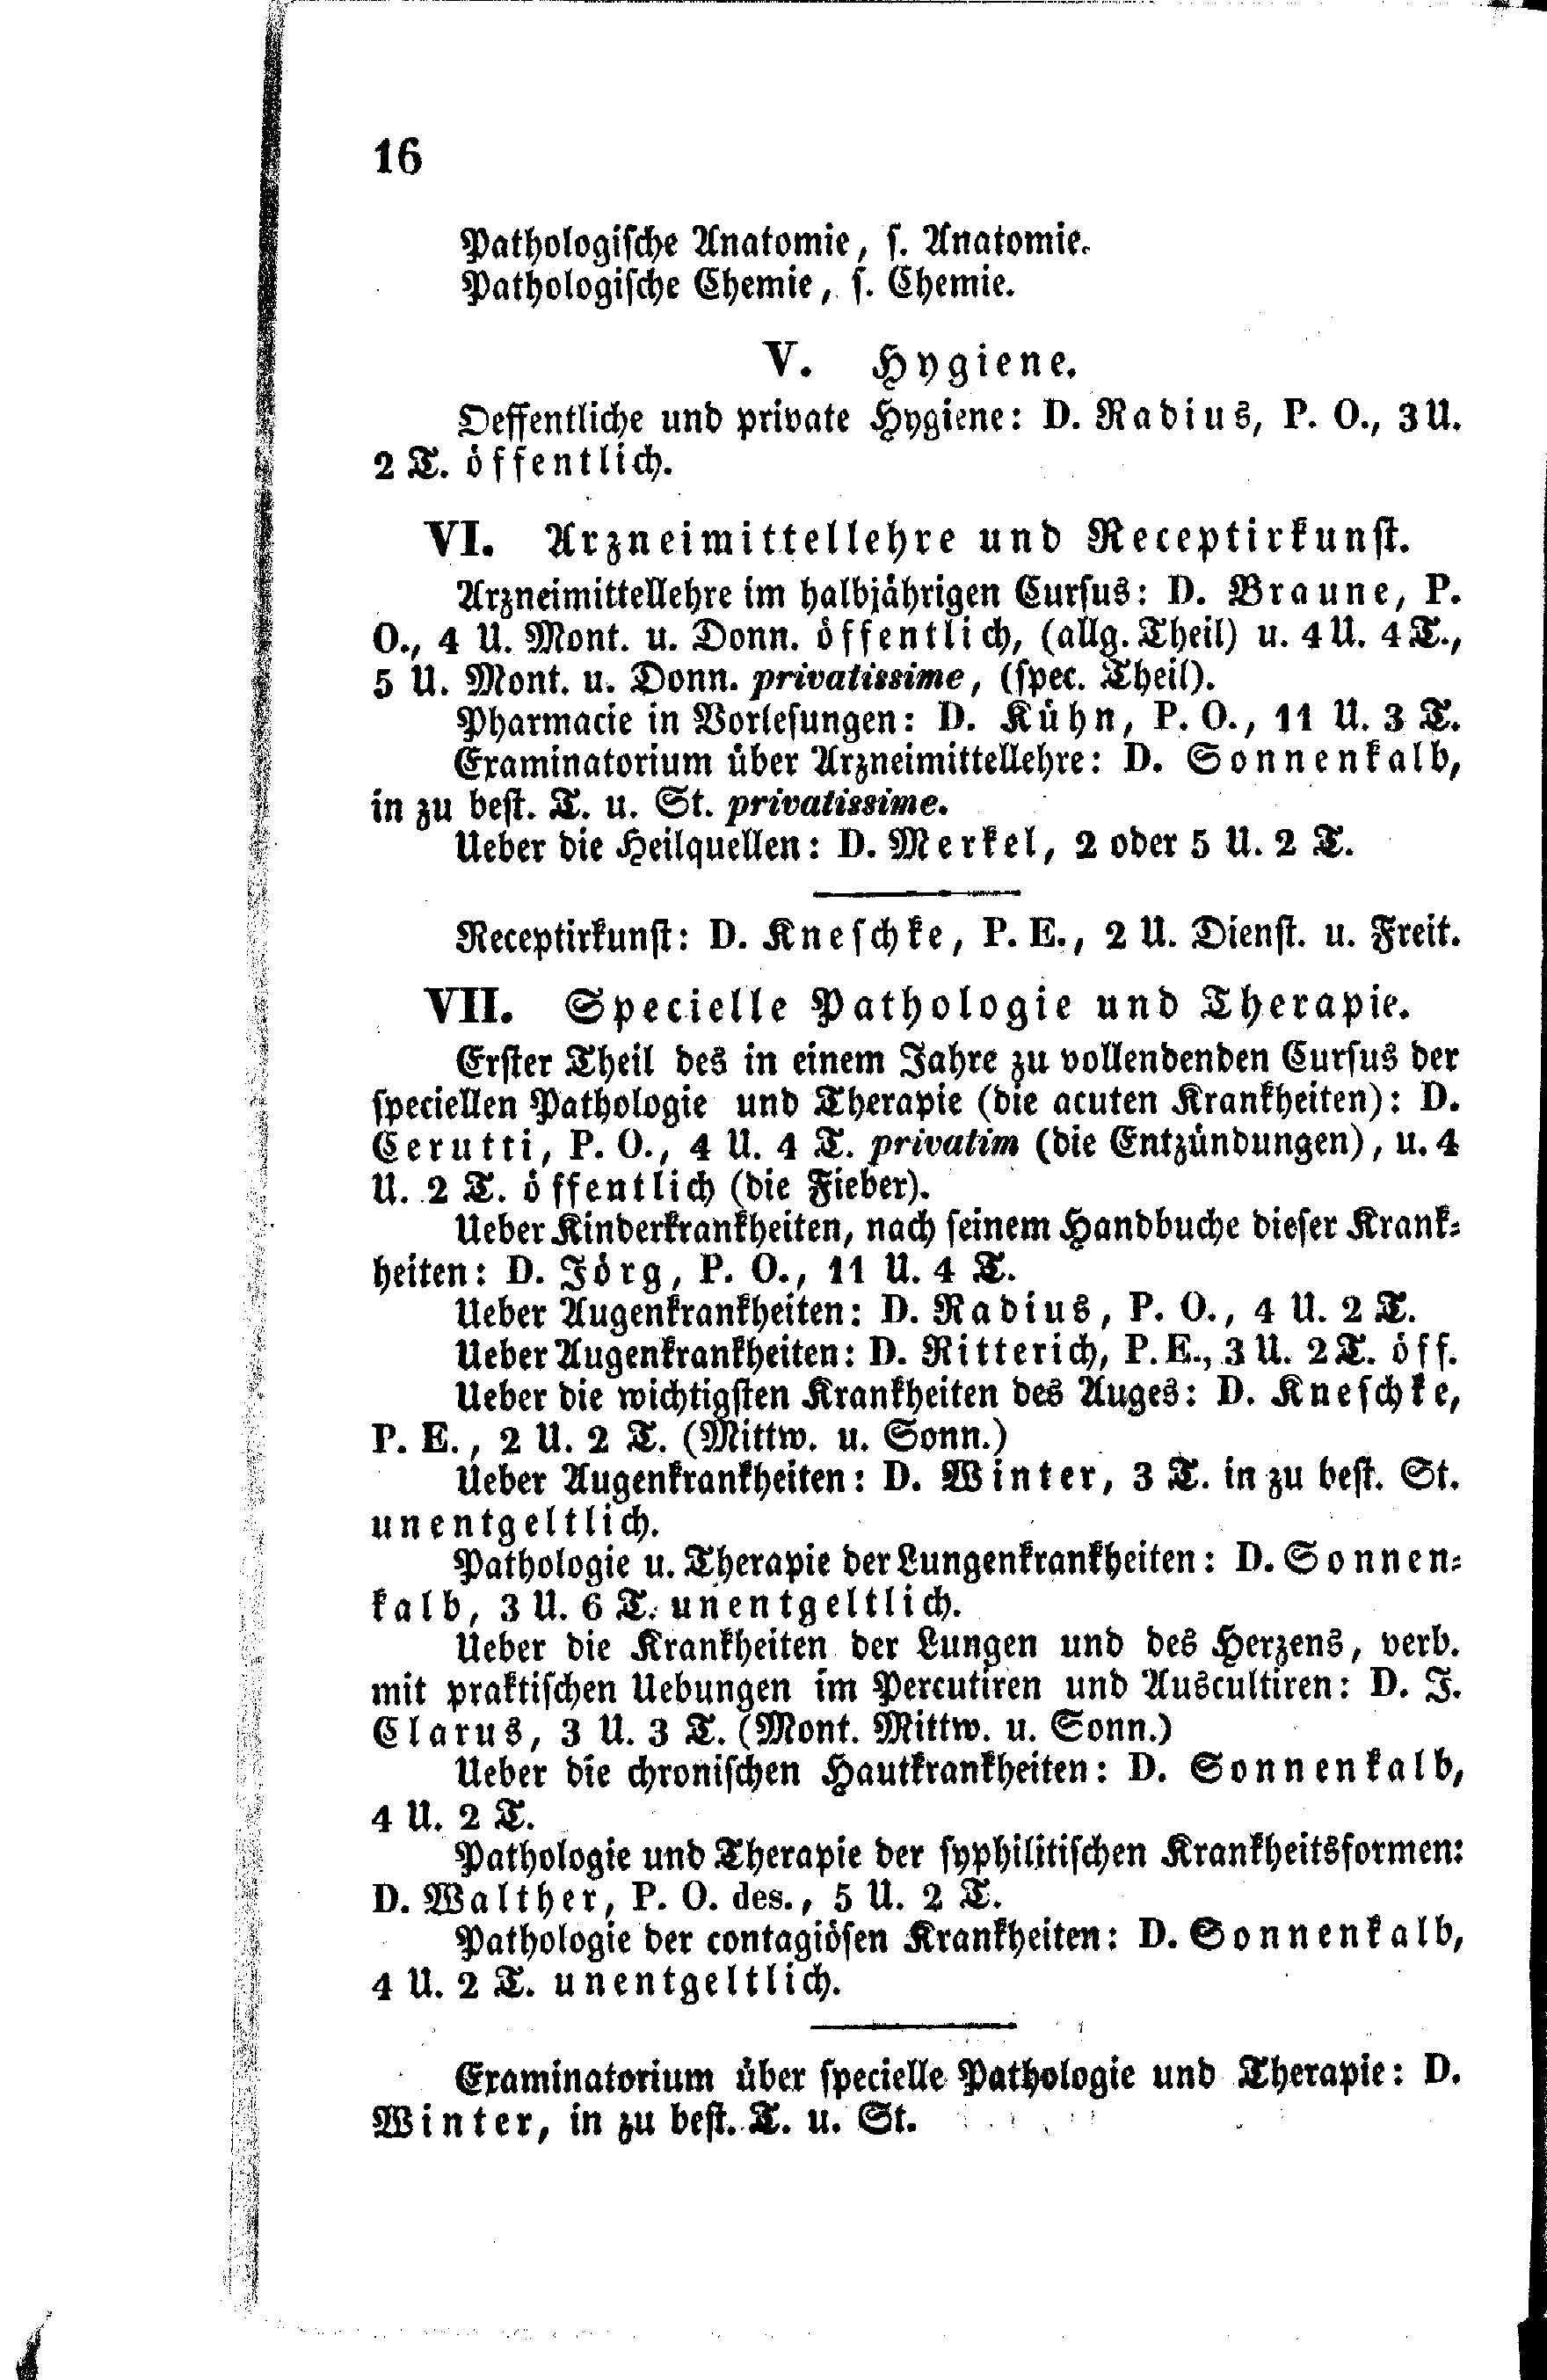 16
Pathologische Anatomie, s. Anatomie.
Pathologische Chemie, s. Chemie.
V. Hygiene.
Oeffentliche und private Hygiene: D. Radius, P. O., 3 U.
2 T. öffentlich.
VI. Arzneimittellehre und Receptirkunst.
Arzneimittellehre im halbjährigen Cursus: D. Braune, P.
O., 4 U. Mont. u. Donn. öffentlich, (allg. Theil) u. 4 U. 4 T.,
5 U. Mont. u. Donn. privatissime, (spec. Theil).
Pharmacie in Vorlesungen: D. Kühn, P. O., 11 U. 3 T.
Examinatorium über Arzneimittellehre: D. Sonnenkalb,
in zu best. T. u. St. privatissime.
Ueber die Heilquellen: D. Merkel, 2 oder 5 U. 2 T.
Receptirkunst: D. Kneschke, P. E., 2 U. Dienst. u. Freit.
VII. Specielle Pathologie und Therapie.
Erster Theil des in einem Jahre zu vollendenden Cursus der
speciellen Pathologie und Therapie (die acuten Krankheiten): D.
Cerutti, P. O., 4 U. 4 T. privatim (die Entzündungen), u. 4
U. 2 T. öffentlich (die Fieber).
Ueber Kinderkrankheiten, nach seinem Handbuche dieser Krank-
heiten: D. Jörg, P. O., 11 U. 4 T.
Ueber Augenkrankheiten: D. Radius, P. O., 4 U. 2 T.
Ueber Augenkrankheiten: D. Ritterich, P. E., 3 U. 2 T. öff.
Ueber die wichtigsten Krankheiten des Auges: D. Kneschke,
P. E., 2 U. 2 T. (Mittw. u. Sonn.)
Ueber Augenkrankheiten: D. Winter, 3 T. in zu best. St.
unentgeltlich.
Pathologie u. Therapie der Lungenkrankheiten: D. Sonnen-
kalb, 3 U. 6 T. unentgeltlich.
Ueber die Krankheiten der Lungen und des Herzens, verb.
mit praktischen Uebungen im Percutiren und Auscultiren: D. J.
Clarus, 3 U. 3 T. (Mont. Mittw. u. Sonn.)
Ueber die chronischen Hautkrankheiten: D. Sonnenkalb,
4 U. 2 T.
Pathologie und Therapie der syphilitischen Krankheitsformen:
D. Walther, P. O. des., 5 U. 2 T.
Pathologie der contagiösen Krankheiten: D. Sonnenkalb,
4 U. 2 T. unentgeltlich.
Examinatorium über specielle Pathologie und Therapie: D.
Winter, in zu best. T. u. St.